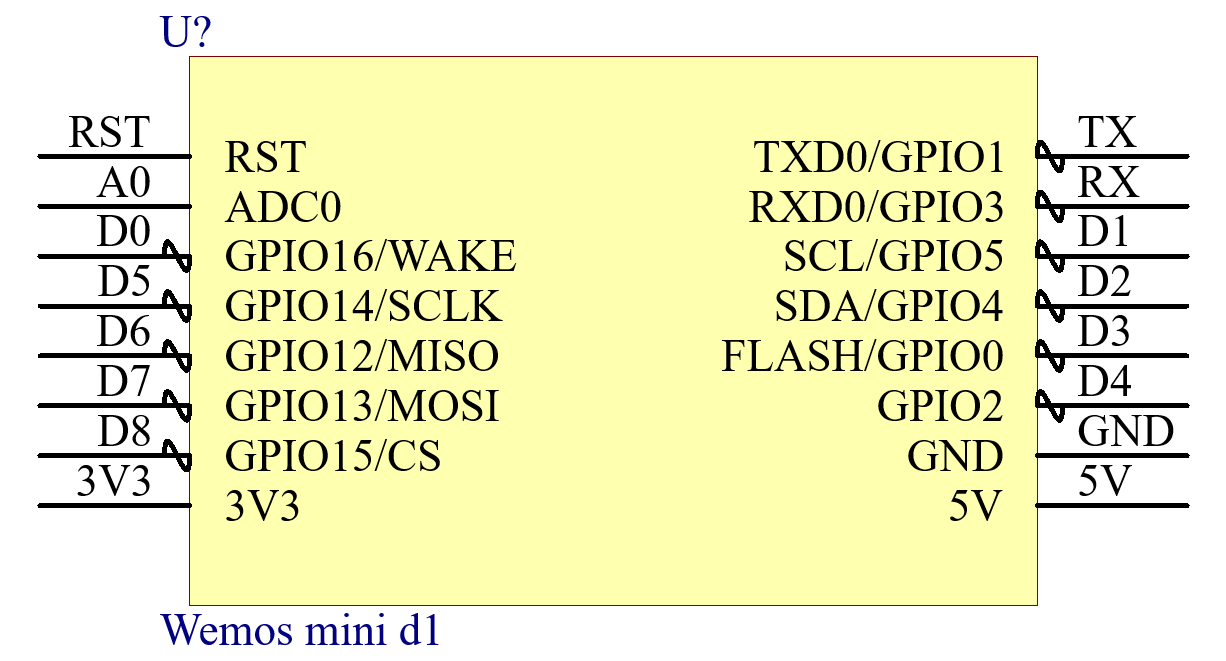 U?
RST RST TXD0/GPIO1 TX
A0 ADC0 RXD0/GPIO3 RX
D0 GPIO16/WAKE SCL/GPIO5 D1
D5 GPIO14/SCLK SDA/GPIO4 D2
D6 GPIO12/MISO FLASH/GPIO0 D3
D7 GPIO13/MOSI GPIO2 D4
D8 GPIO15/CS GND GND
3V3 3V3 5V 5V
Wemos mini d1